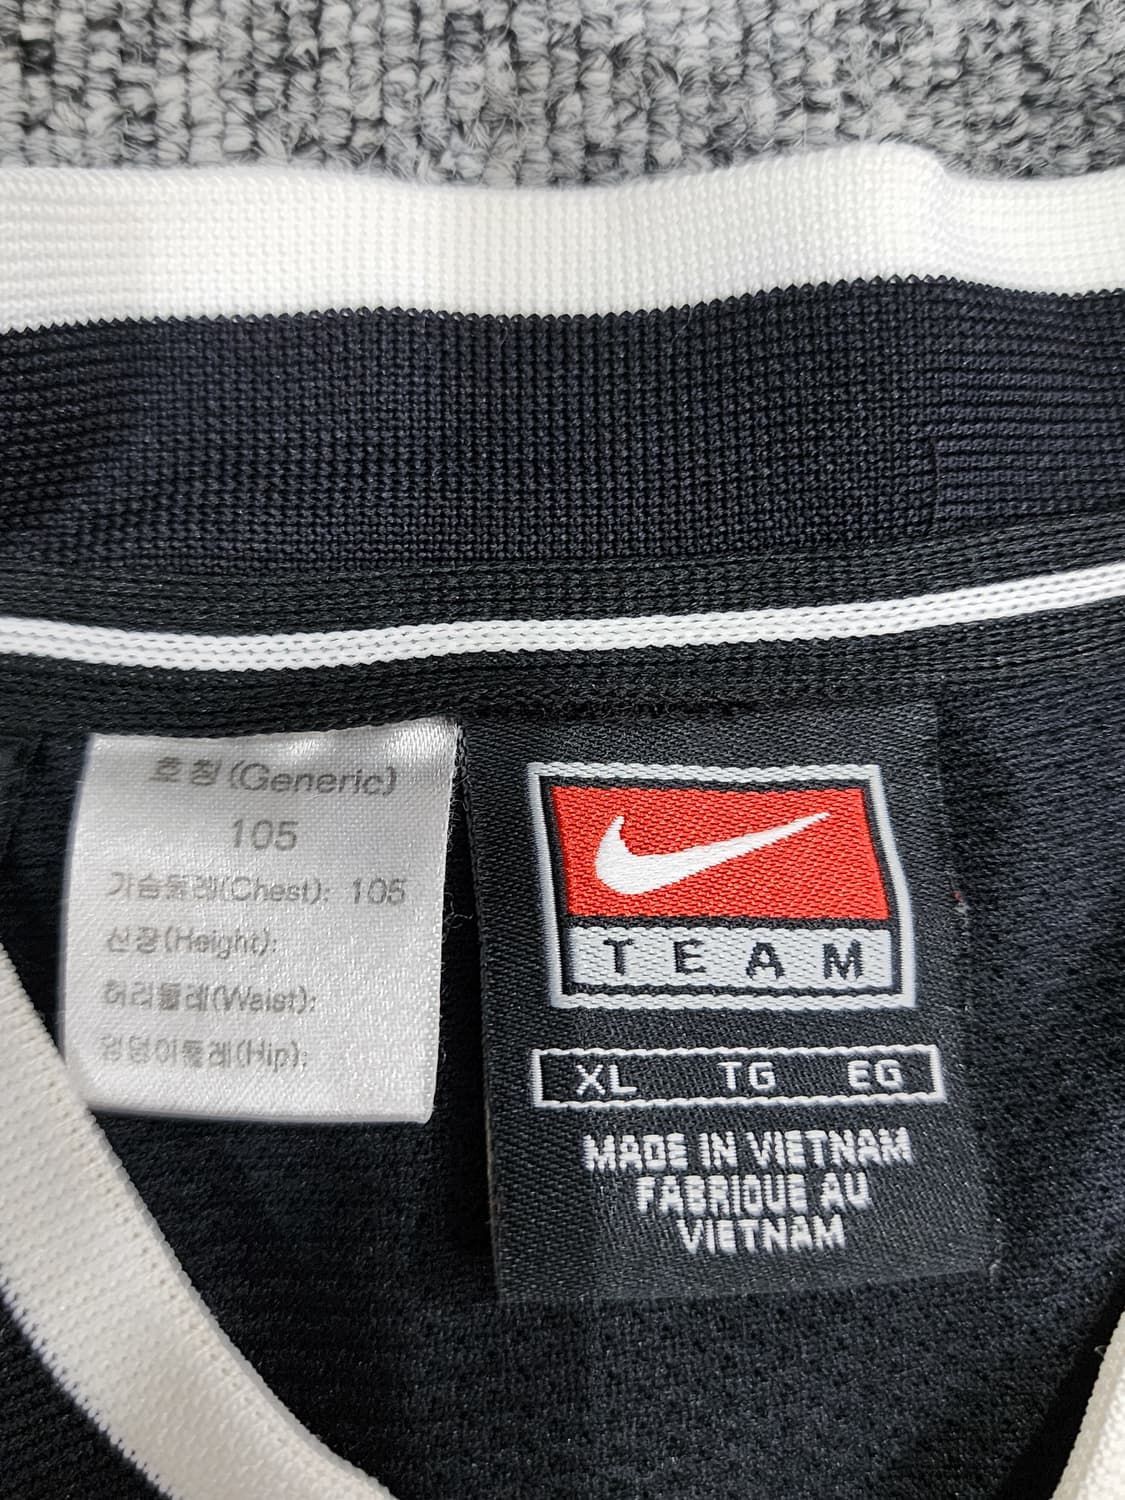 호칭(Generic)
105
가슴둘레(Chest): 105
신장(Height):
허리둘레(Waist):
엉덩이둘레(Hip):
TEAM
XL TG EG
MADE IN VIETNAM
FABRIQUE AU
VIETNAM